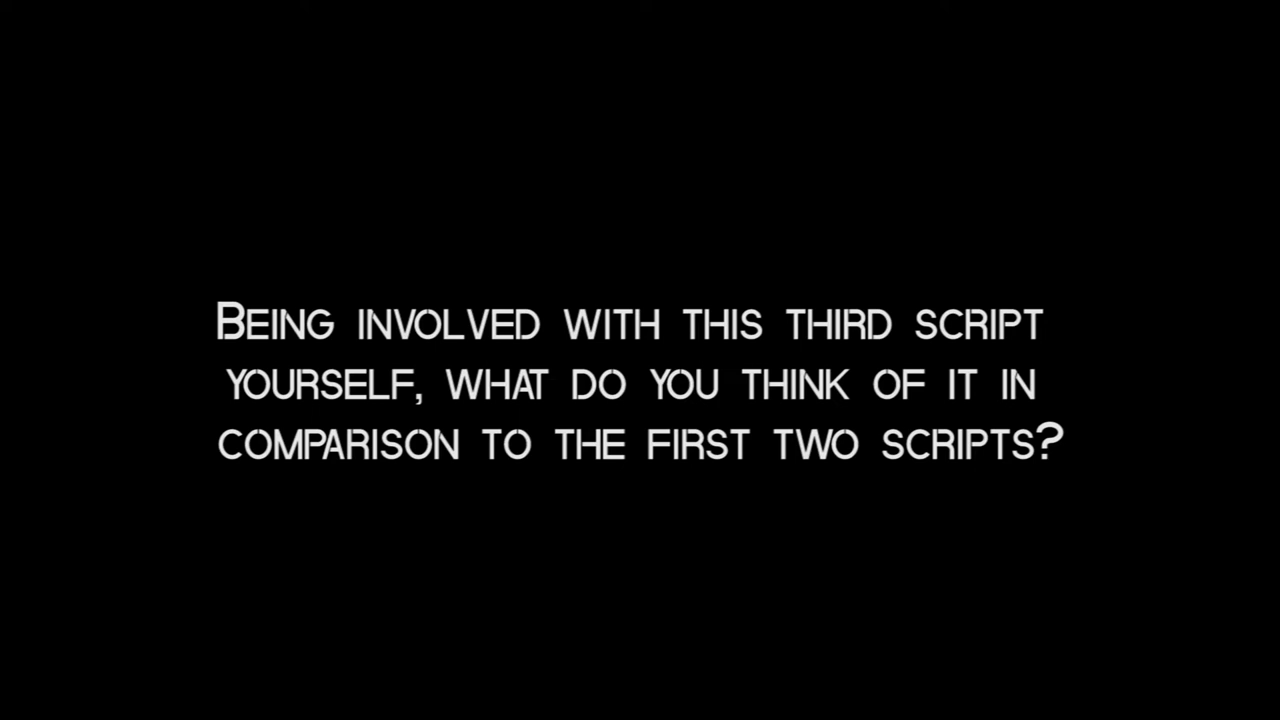 Being involved with this third script
yourself, what do you think of it in
comparison to the first two scripts?